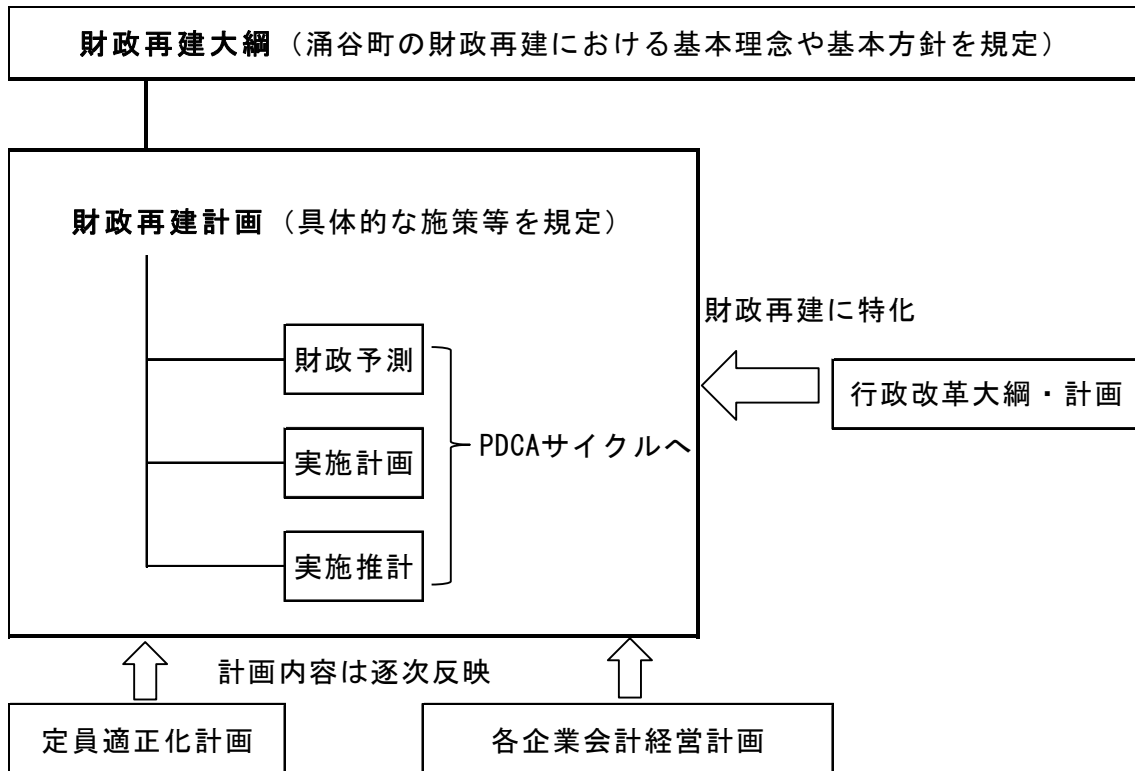 財政再建大綱（涌谷町の財政再建における基本理念や基本方針を規定）
財政再建計画（具体的な施策等を規定）
財政再建に特化
財政予測
行政改革大綱・計画
実施計画
PDCAサイクルへ
実施推計
計画内容は逐次反映
定員適正化計画
各企業会計経営計画